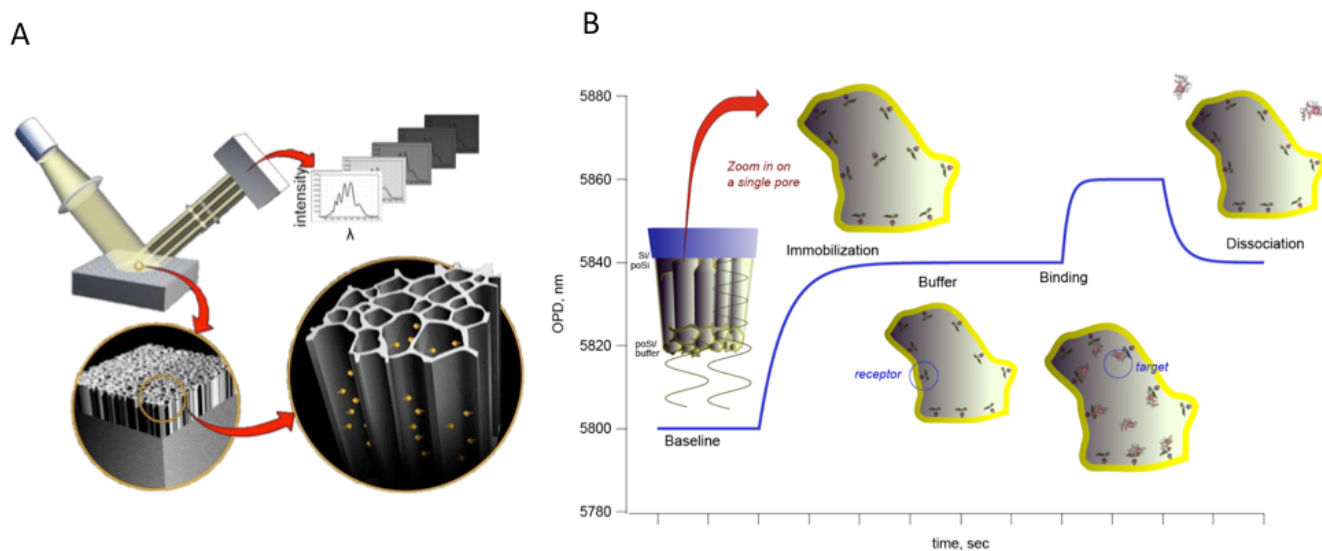 A
intensity
λ
B
5880
5860
5840
5820
5800
5780
OPD, nm
Zoom in on
a single pore
Si/
poSi
poSi/
buffer
Immobilization
Buffer
Binding
Dissociation
receptor
target
Baseline
time, sec